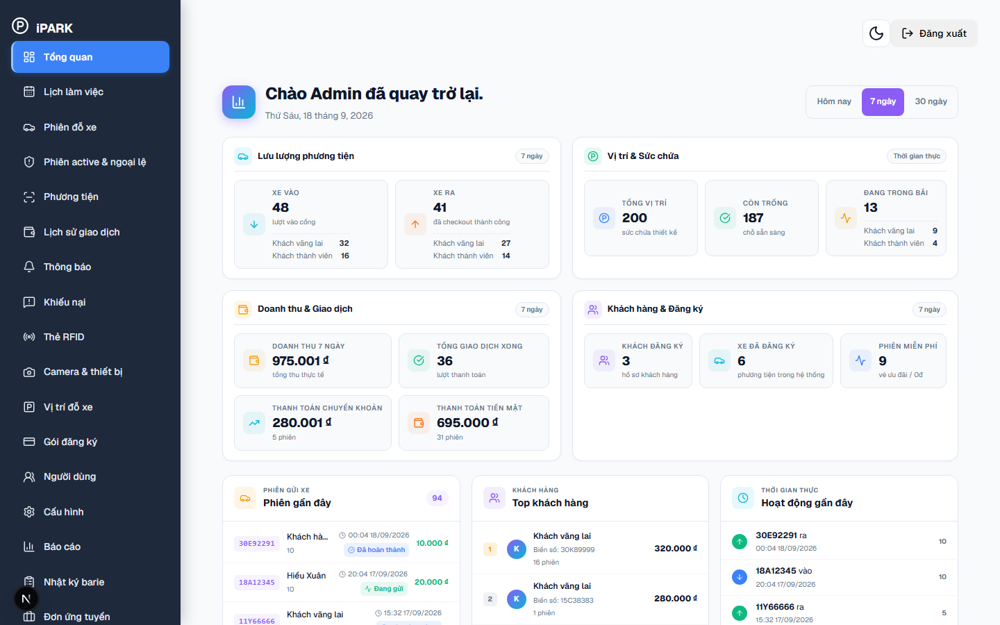 iPARK
Tổng quan
Lịch làm việc
Phiên đỗ xe
Phiên active & ngoại lệ
Phương tiện
Lịch sử giao dịch
Thông báo
Khiếu nại
Thẻ RFID
Camera & thiết bị
Vị trí đỗ xe
Gói đăng ký
Người dùng
Cấu hình
Báo cáo
Nhật ký barie
Đơn ứng tuyển
Đăng xuất
Chào Admin đã quay trở lại.
Thứ Sáu, 18 tháng 9, 2026
Hôm nay
7 ngày
30 ngày
Lưu lượng phương tiện
7 ngày
XE VÀO
48
lượt vào cổng
Khách vãng lai 32
Khách thành viên 16
XE RA
41
đã checkout thành công
Khách vãng lai 27
Khách thành viên 14
Vị trí & Sức chứa
Thời gian thực
TỔNG VỊ TRÍ
200
sức chứa thiết kế
CÒN TRỐNG
187
chỗ sẵn sàng
ĐANG TRONG BÃI
13
Khách vãng lai 9
Khách thành viên 4
Doanh thu & Giao dịch
7 ngày
DOANH THU 7 NGÀY
975.001 ₫
tổng thu thực tế
TỔNG GIAO DỊCH XONG
36
lượt thanh toán
THANH TOÁN CHUYỂN KHOẢN
280.001 ₫
5 phiên
THANH TOÁN TIỀN MẶT
695.000 ₫
31 phiên
Khách hàng & Đăng ký
7 ngày
KHÁCH ĐĂNG KÝ
3
hồ sơ khách hàng
XE ĐÃ ĐĂNG KÝ
6
phương tiện trong hệ thống
PHIÊN MIỄN PHÍ
9
vé ưu đãi / 0đ
PHIÊN GỬI XE
Phiên gần đây
94
30E92291
Khách hà...
10
00:04 18/09/2026
Đã hoàn thành
10.000 ₫
18A12345
Hiếu Xuân
10
20:04 17/09/2026
Đang gửi
20.000 ₫
11Y66666
Khách vãng lai
15:32 17/09/2026
KHÁCH HÀNG
Top khách hàng
1
K
Khách vãng lai
Biển số: 30K89999
16 phiên
320.000 ₫
2
K
Khách vãng lai
Biển số: 15C38383
1 phiên
280.000 ₫
THỜI GIAN THỰC
Hoạt động gần đây
30E92291 ra
00:04 18/09/2026
10
18A12345 vào
20:04 17/09/2026
10
11Y66666 ra
15:32 17/09/2026
5